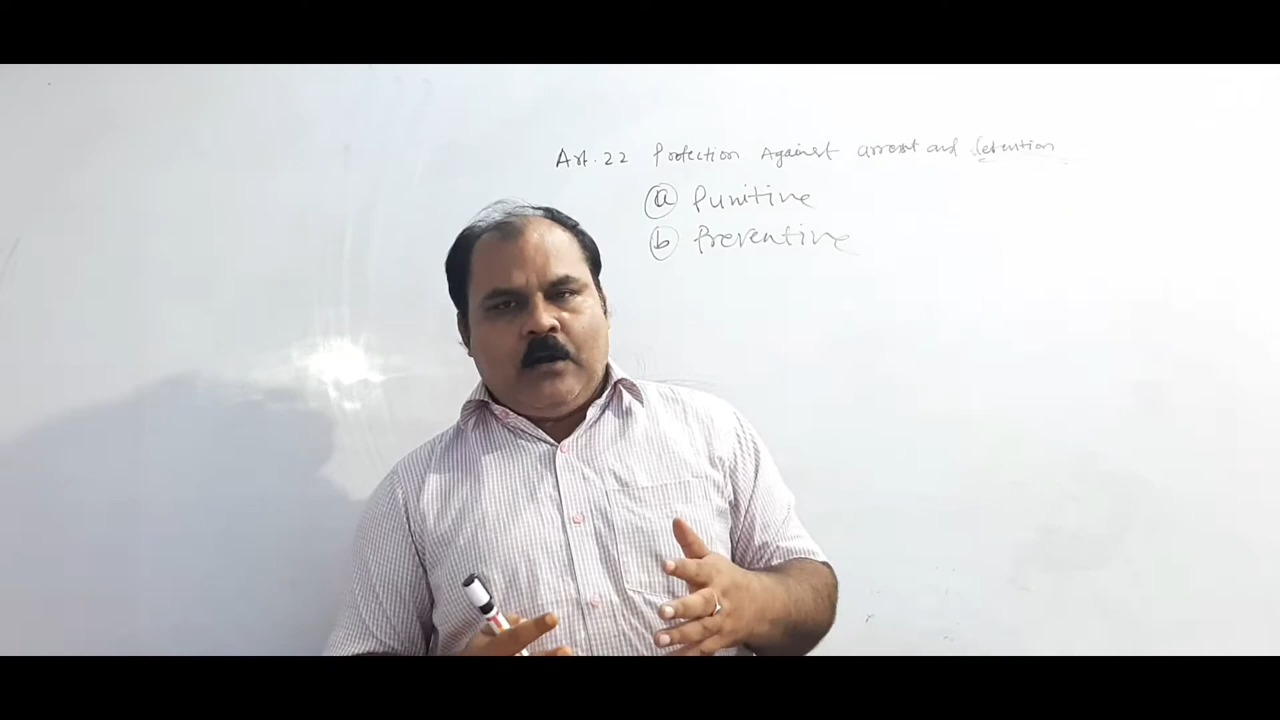 Art. 22 Protection Against arrest and detention
(a) Punitive
(b) Preventive